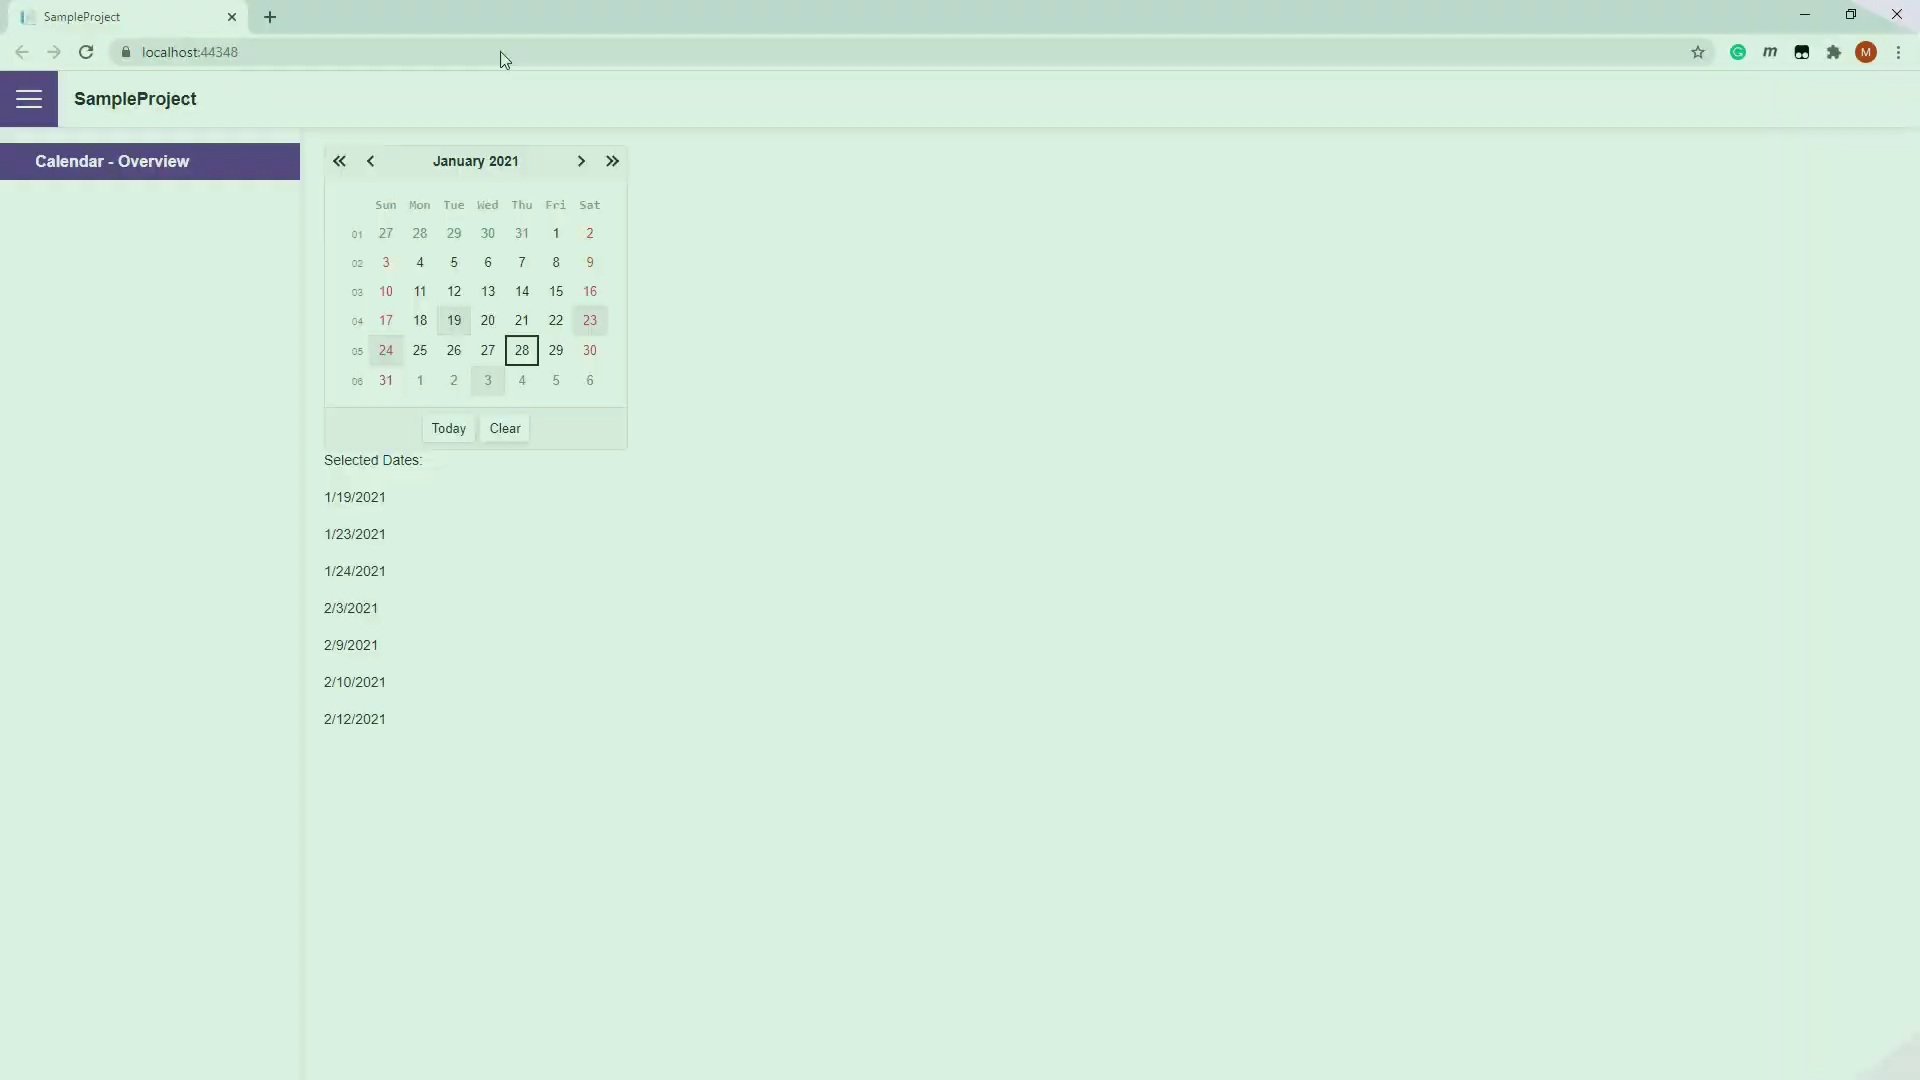 SampleProject
localhost:44348
M
SampleProject
Calendar - Overview
January 2021
Sun Mon Tue Wed Thu Fri Sat
01 27 28 29 30 31 1 2
02 3 4 5 6 7 8 9
03 10 11 12 13 14 15 16
04 17 18 19 20 21 22 23
05 24 25 26 27 28 29 30
06 31 1 2 3 4 5 6
Today Clear
Selected Dates:
1/19/2021
1/23/2021
1/24/2021
2/3/2021
2/9/2021
2/10/2021
2/12/2021